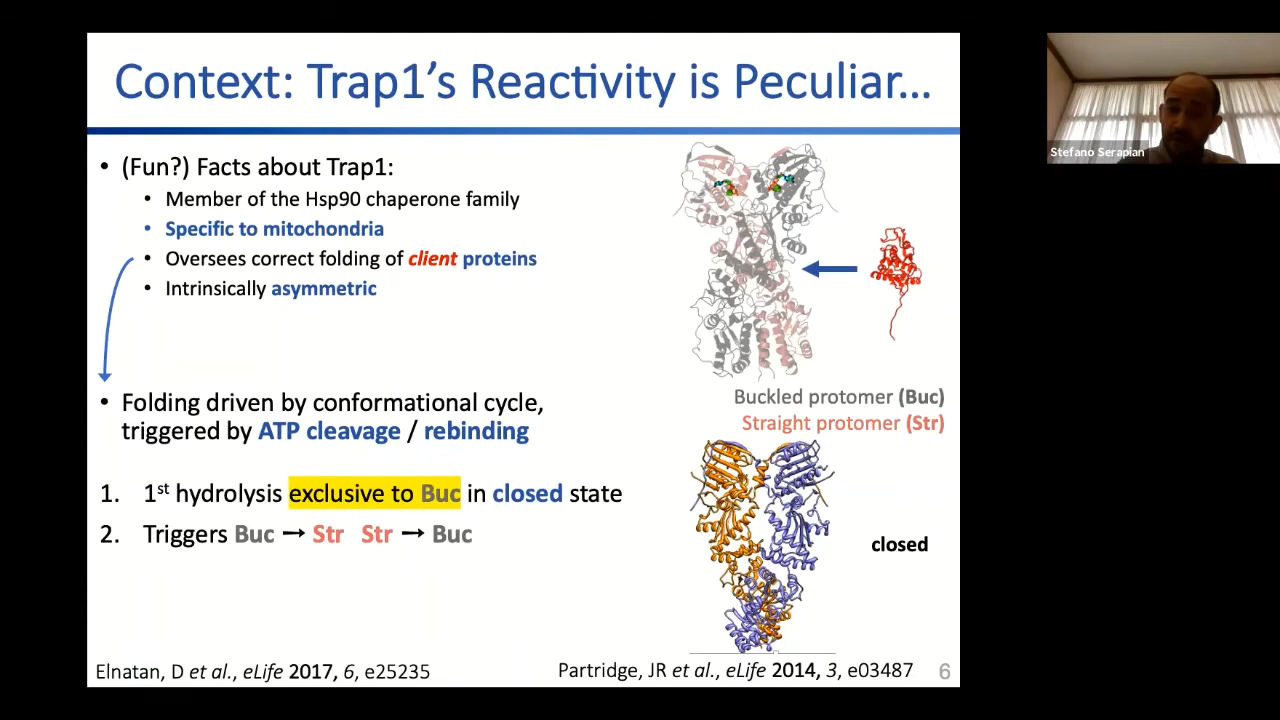 Context: Trap1’s Reactivity is Peculiar…
• (Fun?) Facts about Trap1:
• Member of the Hsp90 chaperone family
• Specific to mitochondria
• Oversees correct folding of client proteins
• Intrinsically asymmetric
• Folding driven by conformational cycle,
triggered by ATP cleavage / rebinding
1. 1st hydrolysis exclusive to Buc in closed state
2. Triggers Buc → Str Str → Buc
Buckled protomer (Buc)
Straight protomer (Str)
closed
Elnatan, D et al., eLife 2017, 6, e25235
Partridge, JR et al., eLife 2014, 3, e03487
6
Stefano Serapian